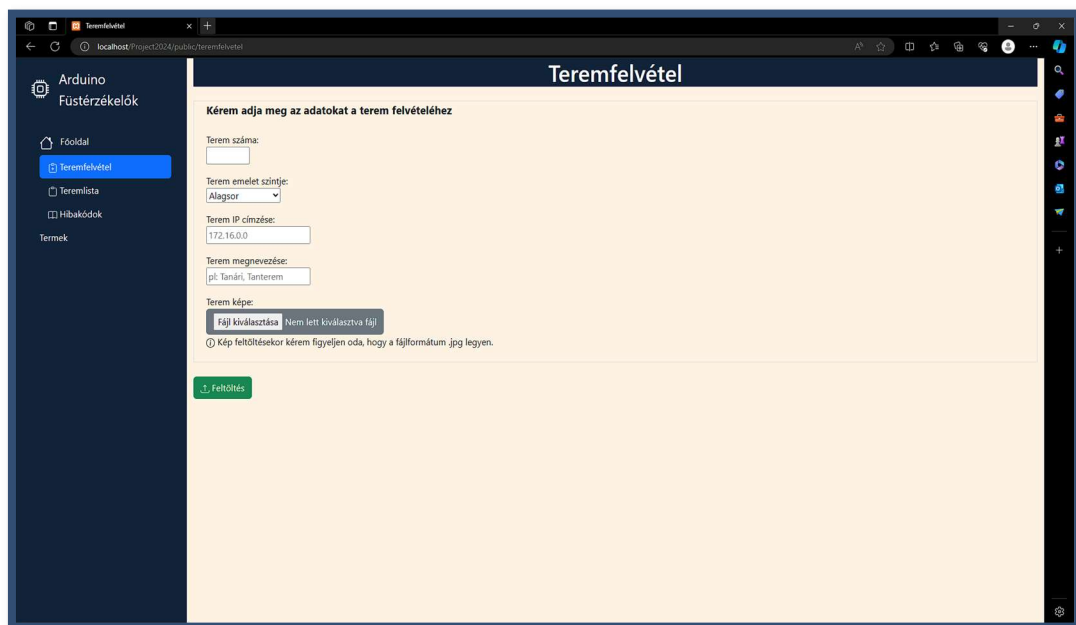 Teremfelvétel
localhost/Project2024/public/teremfelvetel
Arduino
Füstérzékelők
Főoldal
Teremfelvétel
Teremlista
Hibakódok
Termek
Teremfelvétel
Kérem adja meg az adatokat a terem felvételéhez
Terem száma:
Terem emelet szintje:
Alagsor
Terem IP címzése:
172.16.0.0
Terem megnevezése:
pl: Tanári, Tanterem
Terem képe:
Fájl kiválasztása Nem lett kiválasztva fájl
Kép feltöltésekor kérem figyeljen oda, hogy a fájlformátum .jpg legyen.
Feltöltés